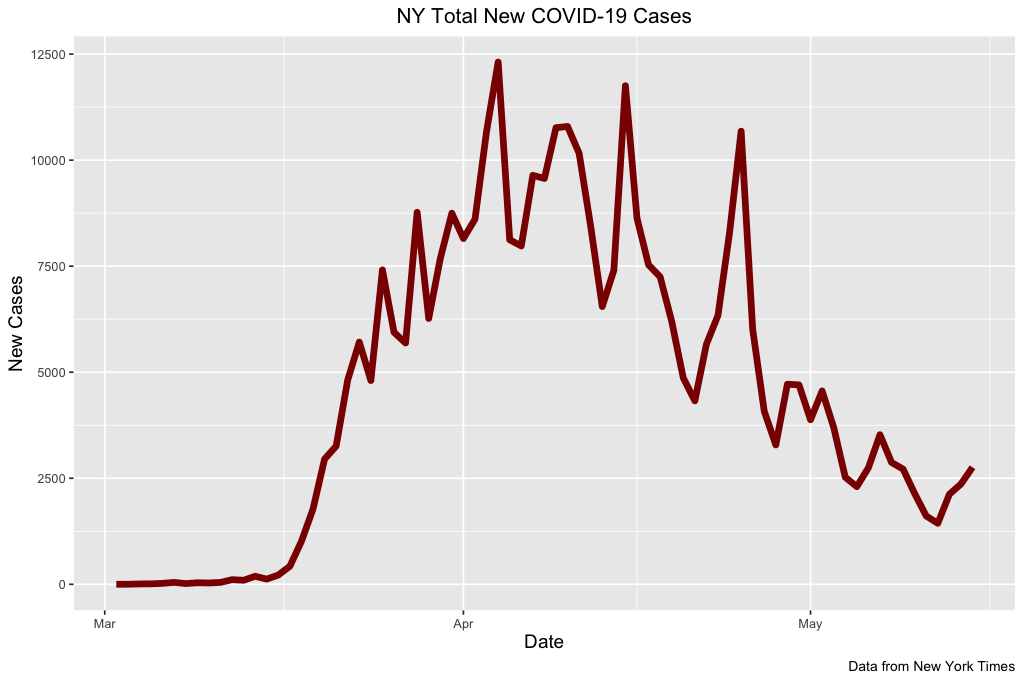 NY Total New COVID-19 Cases
12500
10000
7500
5000
2500
0
New Cases
Mar Apr May
Date
Data from New York Times